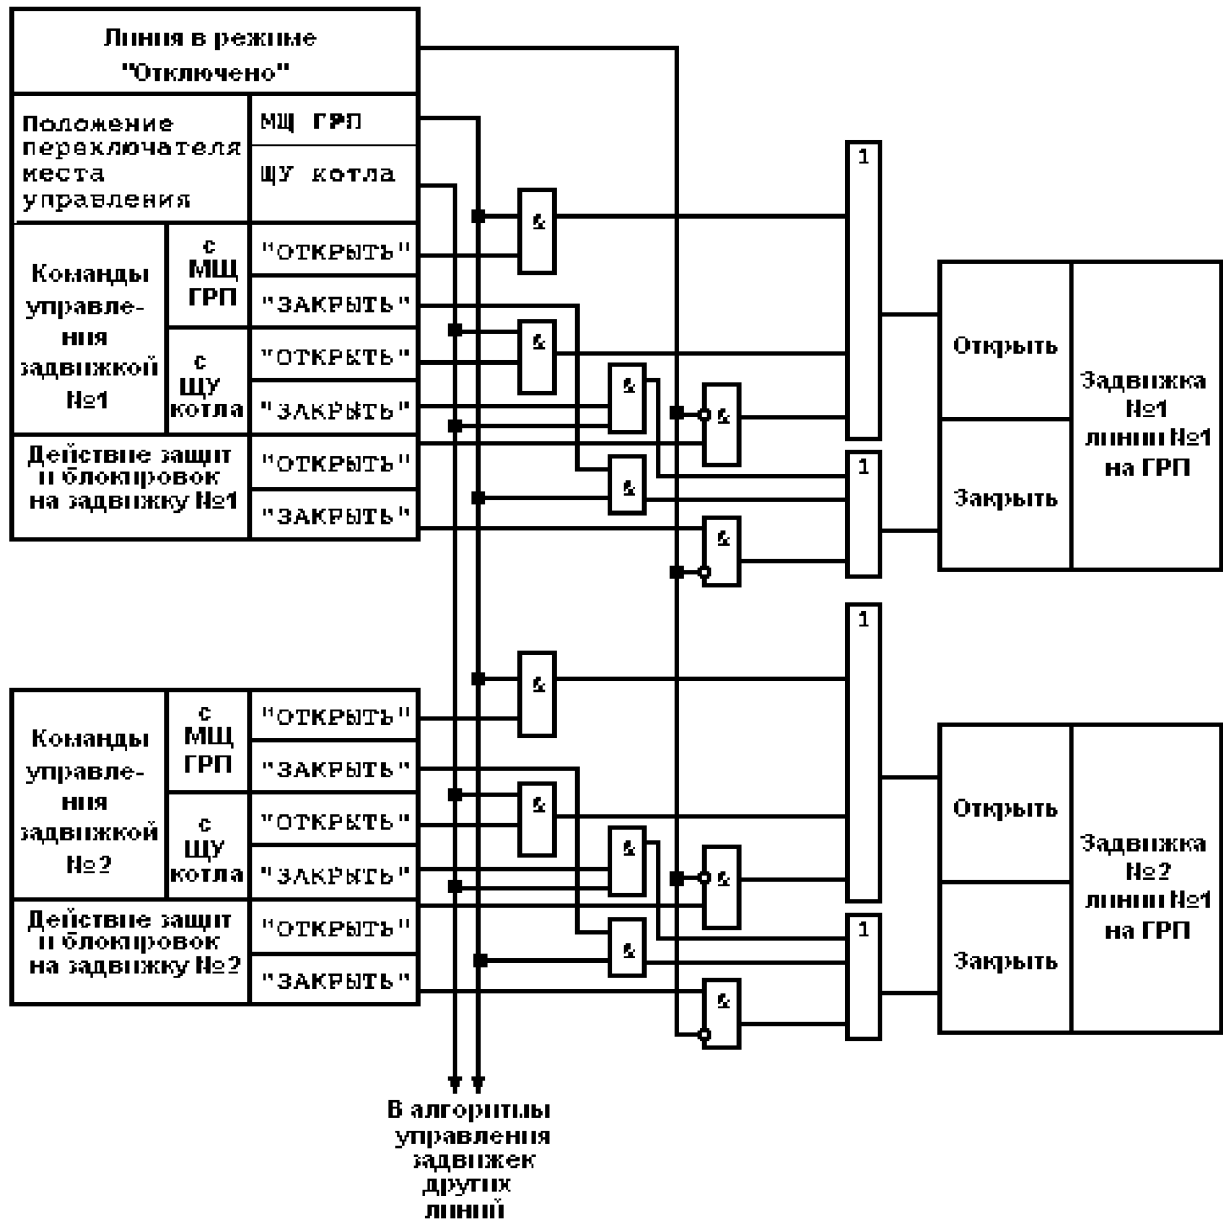 Линия в режиме
"Отключено"
Положение
переключателя
места
управления
МЩ ГРП
ЩУ котла
Команды
управле-
ния
задвижкой
№1
с
МЩ
ГРП
"ОТКРЫТЬ"
"ЗАКРЫТЬ"
с
ЩУ
котла
"ОТКРЫТЬ"
"ЗАКРЫТЬ"
Действие защит
и блокировок
на задвижку №1
"ОТКРЫТЬ"
"ЗАКРЫТЬ"
&
&
&
&
&
&
1
1
Открыть
Закрыть
Задвижка
№1
линии №1
на ГРП
Команды
управле-
ния
задвижкой
№2
с
МЩ
ГРП
"ОТКРЫТЬ"
"ЗАКРЫТЬ"
с
ЩУ
котла
"ОТКРЫТЬ"
"ЗАКРЫТЬ"
Действие защит
и блокировок
на задвижку №2
"ОТКРЫТЬ"
"ЗАКРЫТЬ"
&
&
&
&
&
&
1
1
Открыть
Закрыть
Задвижка
№2
линии №1
на ГРП
В алгоритмы
управления
задвижек
других
линий